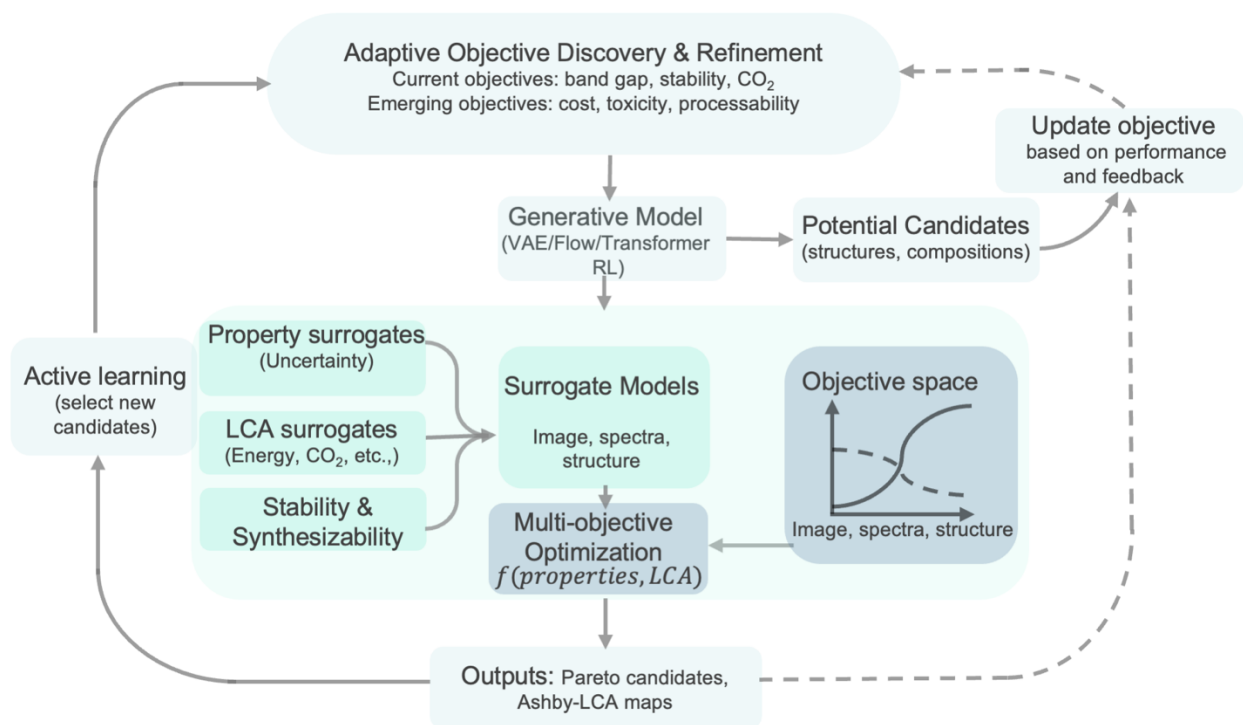 Adaptive Objective Discovery & Refinement
Current objectives: band gap, stability, CO₂
Emerging objectives: cost, toxicity, processability
Update objective
based on performance
and feedback
Generative Model
(VAE/Flow/Transformer
RL)
Potential Candidates
(structures, compositions)
Active learning
(select new
candidates)
Property surrogates
(Uncertainty)
LCA surrogates
(Energy, CO₂, etc.,)
Stability &
Synthesizability
Surrogate Models
Image, spectra,
structure
Objective space
Image, spectra, structure
Multi-objective
Optimization
f(properties, LCA)
Outputs: Pareto candidates,
Ashby-LCA maps